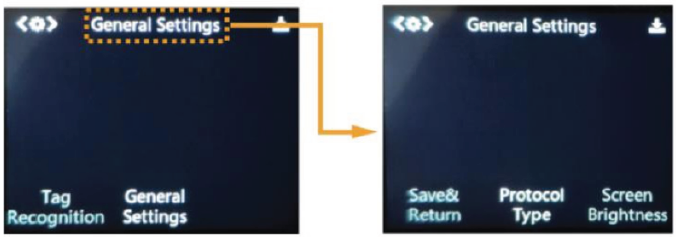 General Settings
Tag
Recognition
General
Settings
General Settings
Save&
Return
Protocol
Type
Screen
Brightness